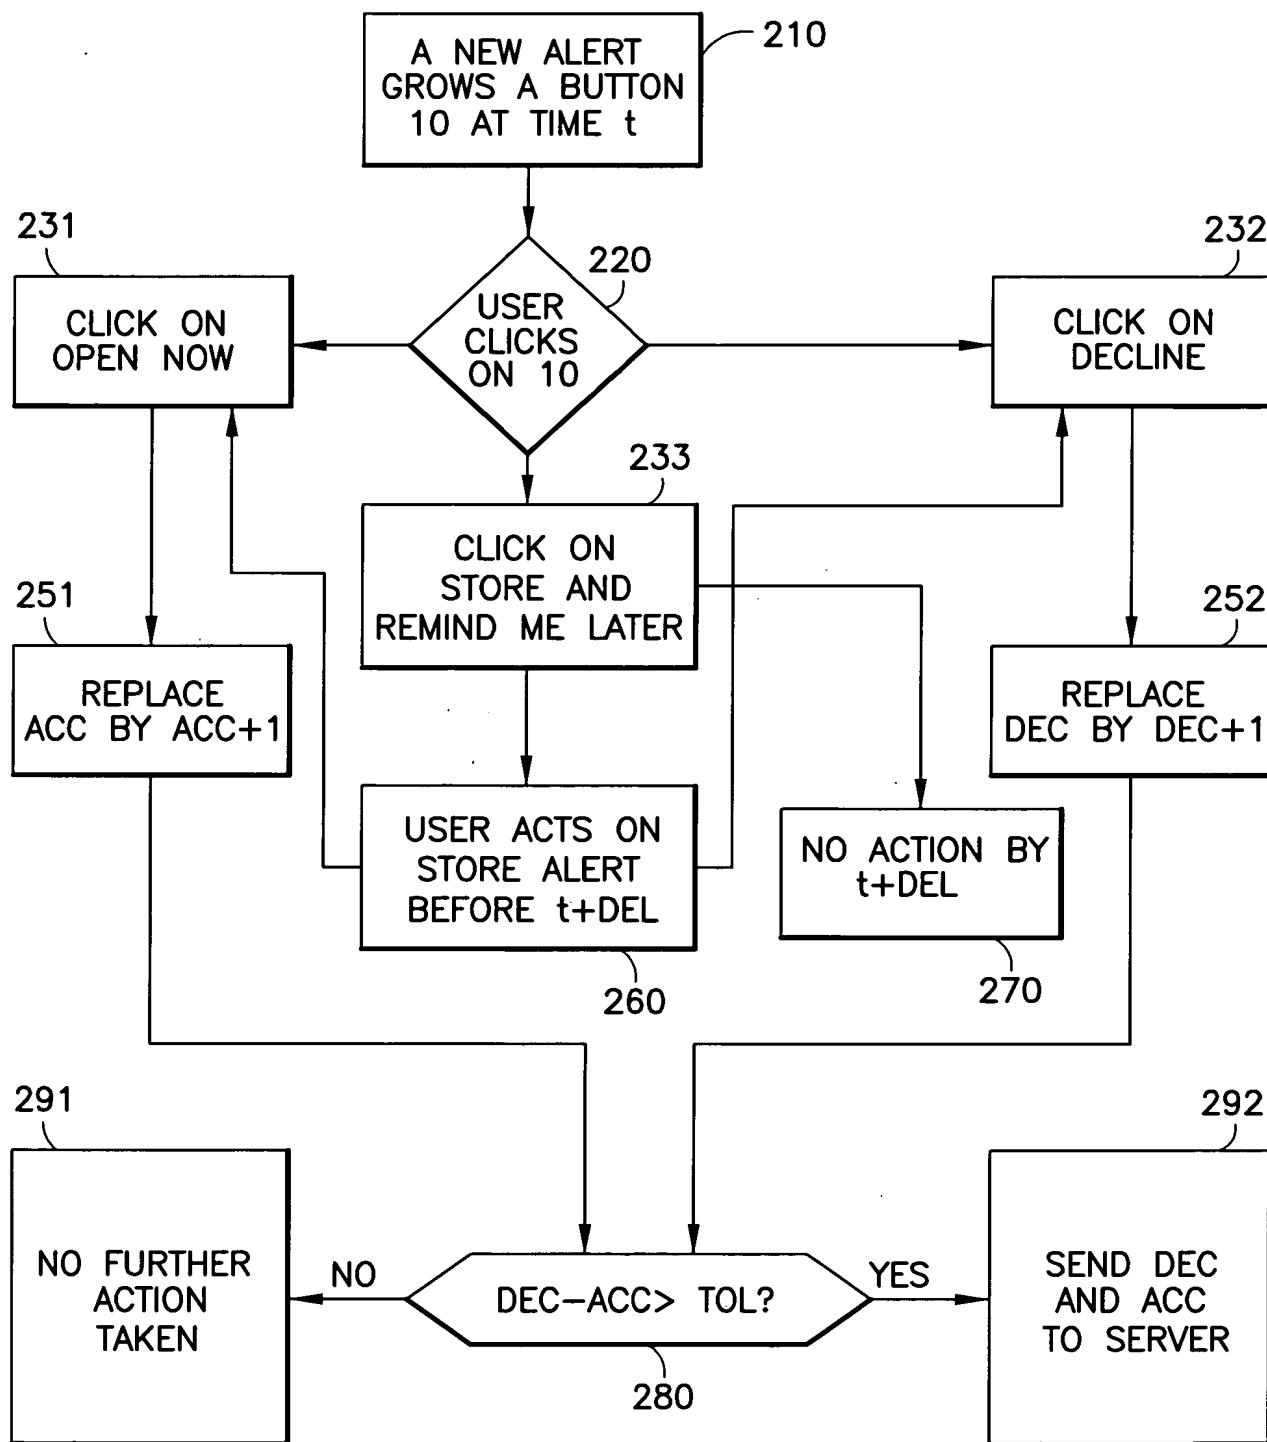 A NEW ALERT
GROWS A BUTTON
10 AT TIME t
210
231
232
220
USER
CLICKS
ON 10
CLICK ON
OPEN NOW
CLICK ON
DECLINE
233
CLICK ON
STORE AND
REMIND ME LATER
251
252
REPLACE
ACC BY ACC+1
REPLACE
DEC BY DEC+1
USER ACTS ON
STORE ALERT
BEFORE t+DEL
NO ACTION BY
t+DEL
260
270
291
292
NO FURTHER
ACTION
TAKEN
NO
DEC-ACC> TOL?
YES
SEND DEC
AND ACC
TO SERVER
280